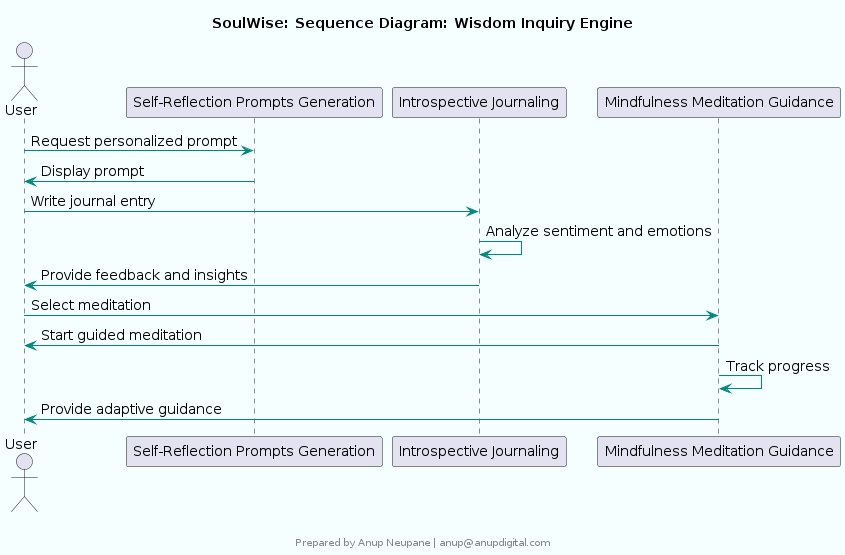 SoulWise: Sequence Diagram: Wisdom Inquiry Engine
User
Self-Reflection Prompts Generation
Introspective Journaling
Mindfulness Meditation Guidance
Request personalized prompt
Display prompt
Write journal entry
Analyze sentiment and emotions
Provide feedback and insights
Select meditation
Start guided meditation
Track progress
Provide adaptive guidance
User
Self-Reflection Prompts Generation
Introspective Journaling
Mindfulness Meditation Guidance
Prepared by Anup Neupane | anup@anupdigital.com